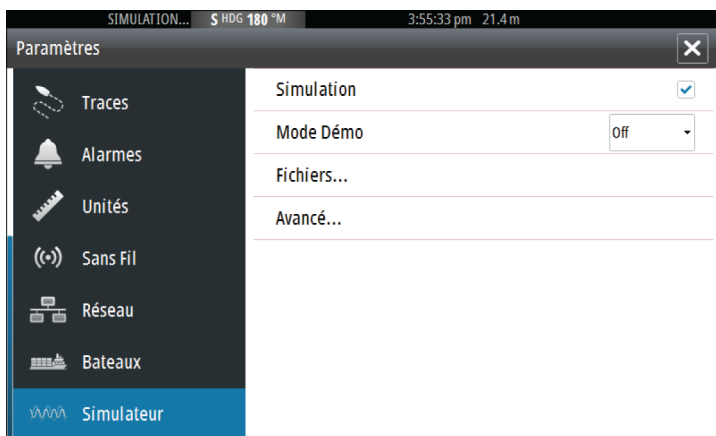 SIMULATION... S HDG 180 °M 3:55:33 pm 21.4 m
Paramètres
Traces
Alarmes
Unités
Sans Fil
Réseau
Bateaux
Simulateur
Simulation
Mode Démo Off
Fichiers...
Avancé...